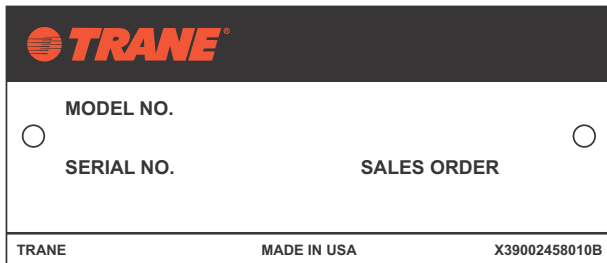 TRANE®
MODEL NO.
SERIAL NO. SALES ORDER
TRANE MADE IN USA X39002458010B